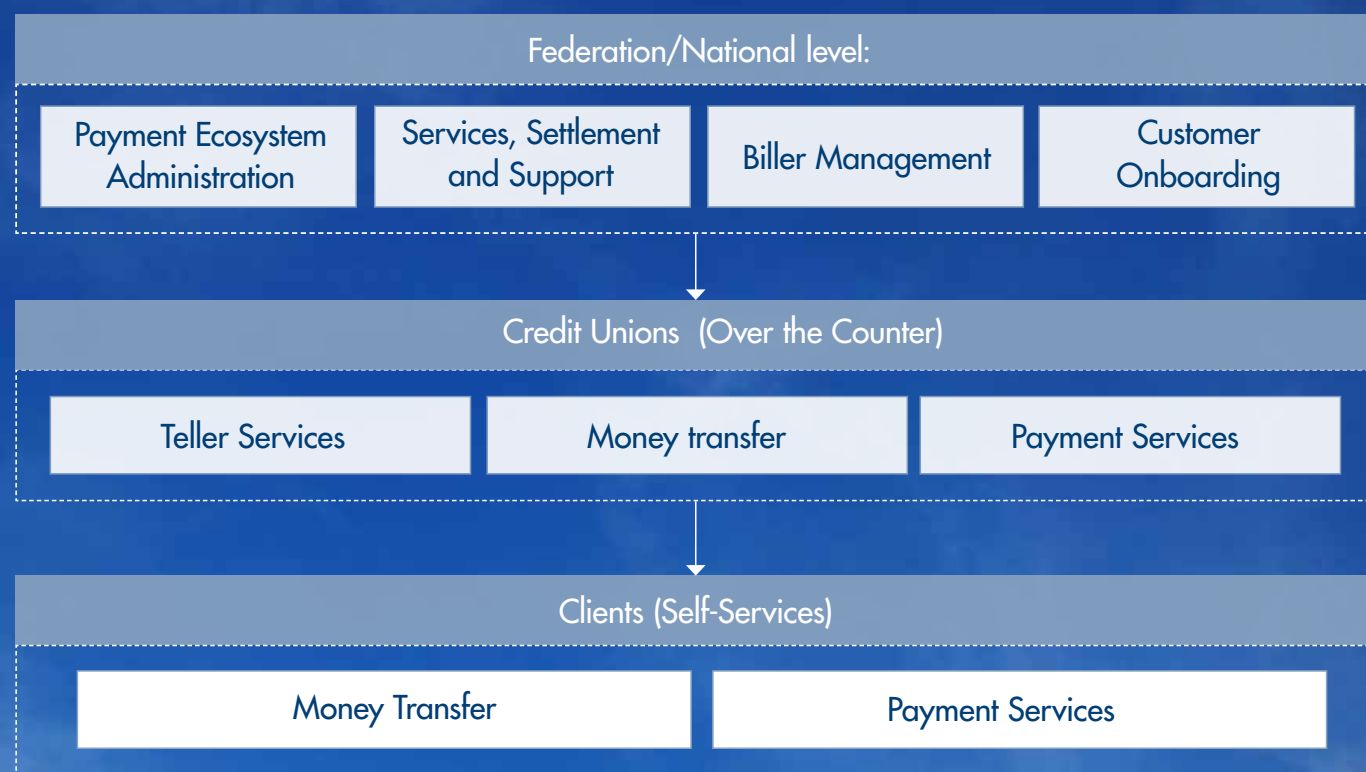 Federation/National level:
Payment Ecosystem
Administration
Services, Settlement
and Support
Biller Management
Customer
Onboarding
Credit Unions  (Over the Counter)
Teller Services
Money transfer
Payment Services
Clients (Self-Services)
Money Transfer
Payment Services